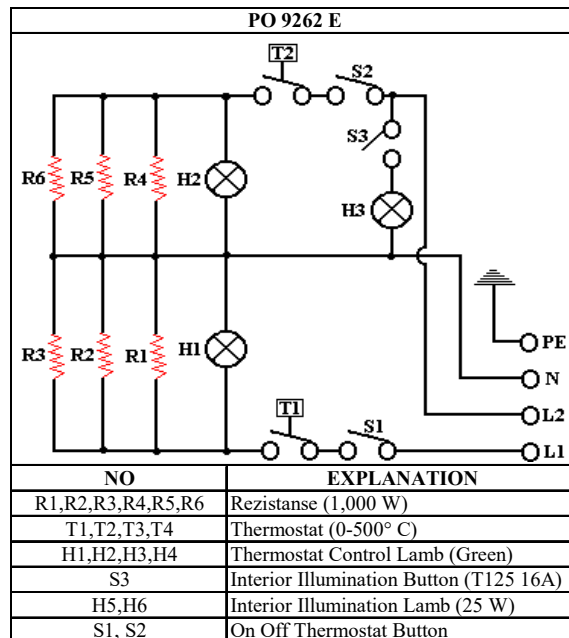 PO 9262 E
T2
S2
S3
R6 R5 R4 H2
H3
R3 R2 R1 H1
PE
N
L2
T1
S1
L1
NO EXPLANATION
R1,R2,R3,R4,R5,R6 Rezistanse (1,000 W)
T1,T2,T3,T4 Thermostat (0-500° C)
H1,H2,H3,H4 Thermostat Control Lamb (Green)
S3 Interior Illumination Button (T125 16A)
H5,H6 Interior Illumination Lamb (25 W)
S1, S2 On Off Thermostat Button